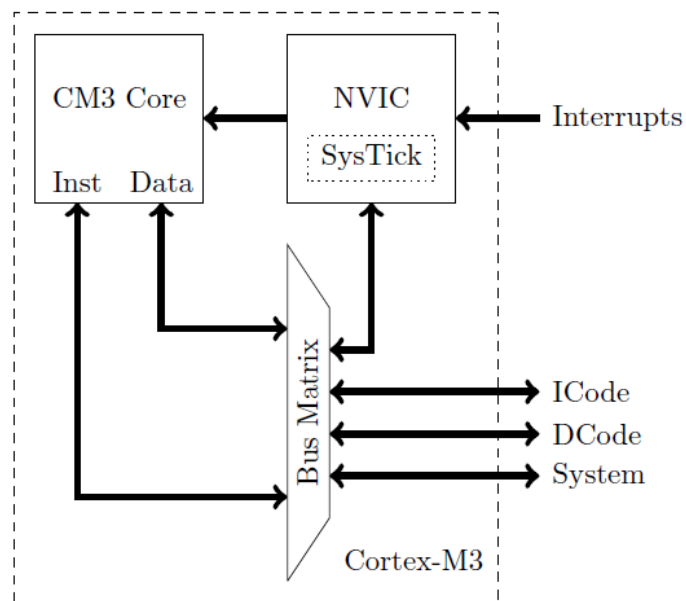 CM3 Core
NVIC
Interrupts
SysTick
Inst Data
Bus Matrix
ICode
DCode
System
Cortex-M3